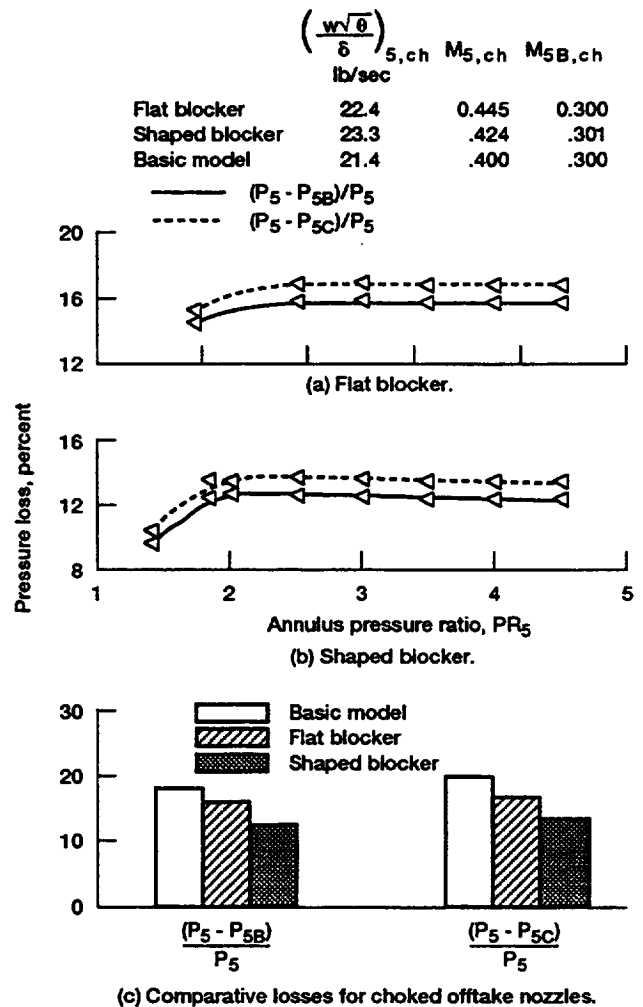 (w√θ/δ)5,ch M5,ch M5B,ch
lb/sec
Flat blocker 22.4 0.445 0.300
Shaped blocker 23.3 .424 .301
Basic model 21.4 .400 .300
(P5 - P5B)/P5
(P5 - P5C)/P5
20
16
12
(a) Flat blocker.
Pressure loss, percent
16
12
8
1 2 3 4 5
Annulus pressure ratio, PR5
(b) Shaped blocker.
30
20
10
0
Basic model
Flat blocker
Shaped blocker
(P5 - P5B) (P5 - P5C)
P5 P5
(c) Comparative losses for choked offtake nozzles.